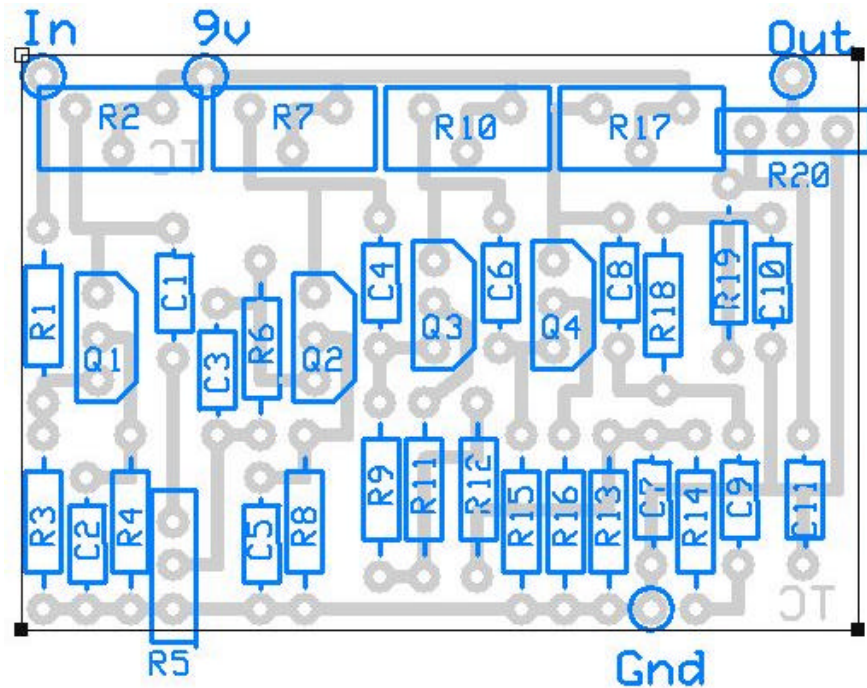 In 9v Out
R2 R7 R10 R17
TC R20
C1 C4 C6 C8 R19 C10
R1 R6 R18
Q1 C3 Q2 Q3 Q4
R3 C2 R4 C5 R8 R9 R11 R12 R15 R16 R13 C7 R14 C9 C11
TC
R5 Gnd